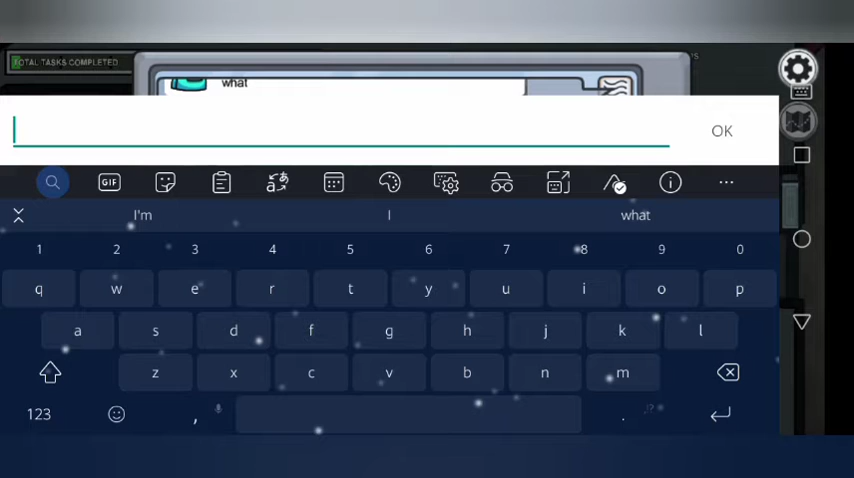 TOTAL TASKS COMPLETED
what
OK
GIF
I'm I what
1 2 3 4 5 6 7 8 9 0
q w e r t y u i o p
a s d f g h j k l
z x c v b n m
123 , . ,!?